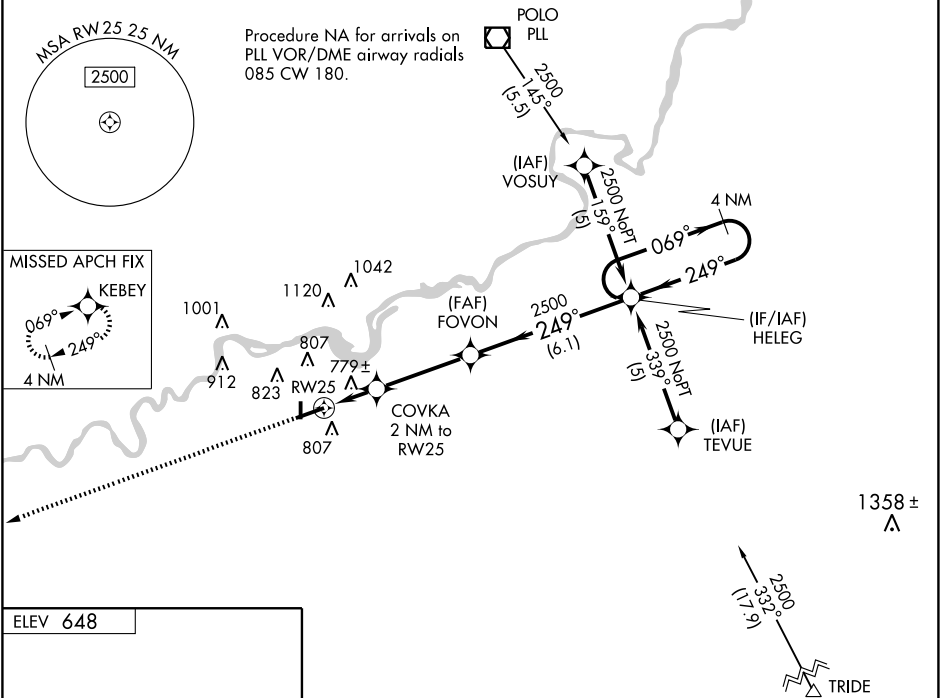 MSA RW25 25 NM
2500
Procedure NA for arrivals on
PLL VOR/DME airway radials
085 CW 180.
POLO
PLL
2500
145°
(5.5)
(IAF)
VOSUY
2500 NoPT
159°
(5)
4 NM
069°
249°
MISSED APCH FIX
KEBEY
069°
249°
4 NM
1042
1120
1001
(FAF)
FOVON
2500
249°
(6.1)
(IF/IAF)
HELEG
807
912
823
779±
RW25
807
COVKA
2 NM to
RW25
2500 NoPT
339°
(5)
(IAF)
TEVUE
1358±
2500
332°
(17.9)
TRIDE
ELEV 648